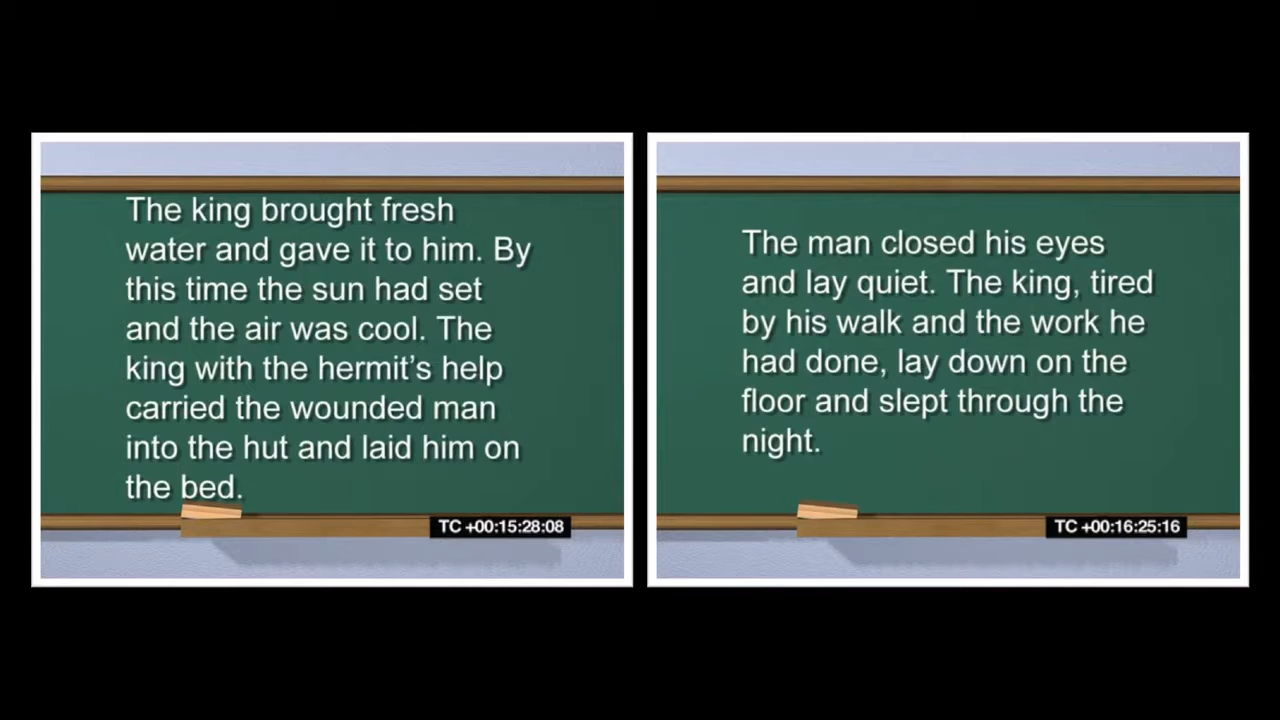 The king brought fresh
water and gave it to him. By
this time the sun had set
and the air was cool. The
king with the hermit’s help
carried the wounded man
into the hut and laid him on
the bed.
TC +00:15:28:08
The man closed his eyes
and lay quiet. The king, tired
by his walk and the work he
had done, lay down on the
floor and slept through the
night.
TC +00:16:25:16